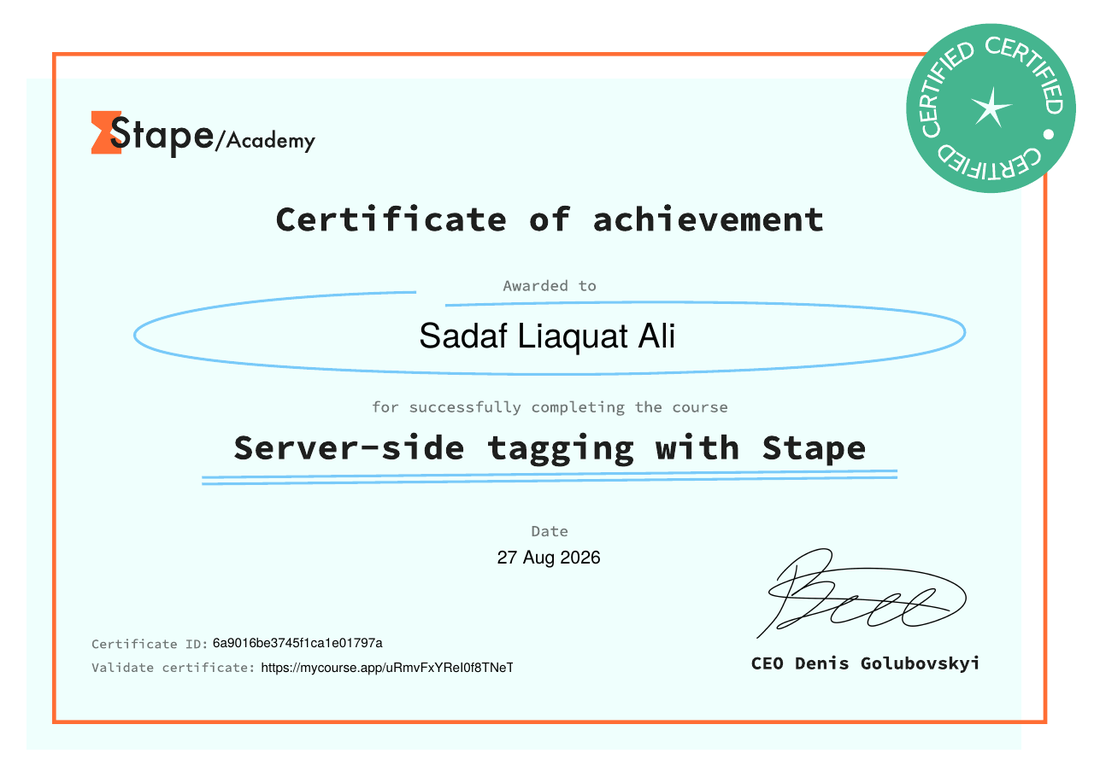 CERTIFIED CERTIFIED • CERTIFIED
Stape/Academy
Certificate of achievement
Awarded to
Sadaf Liaquat Ali
for successfully completing the course
Server-side tagging with Stape
Date
27 Aug 2026
Certificate ID: 6a9016be3745f1ca1e01797a
Validate certificate: https://mycourse.app/uRmvFxYReI0f8TNeT
CEO Denis Golubovskyi